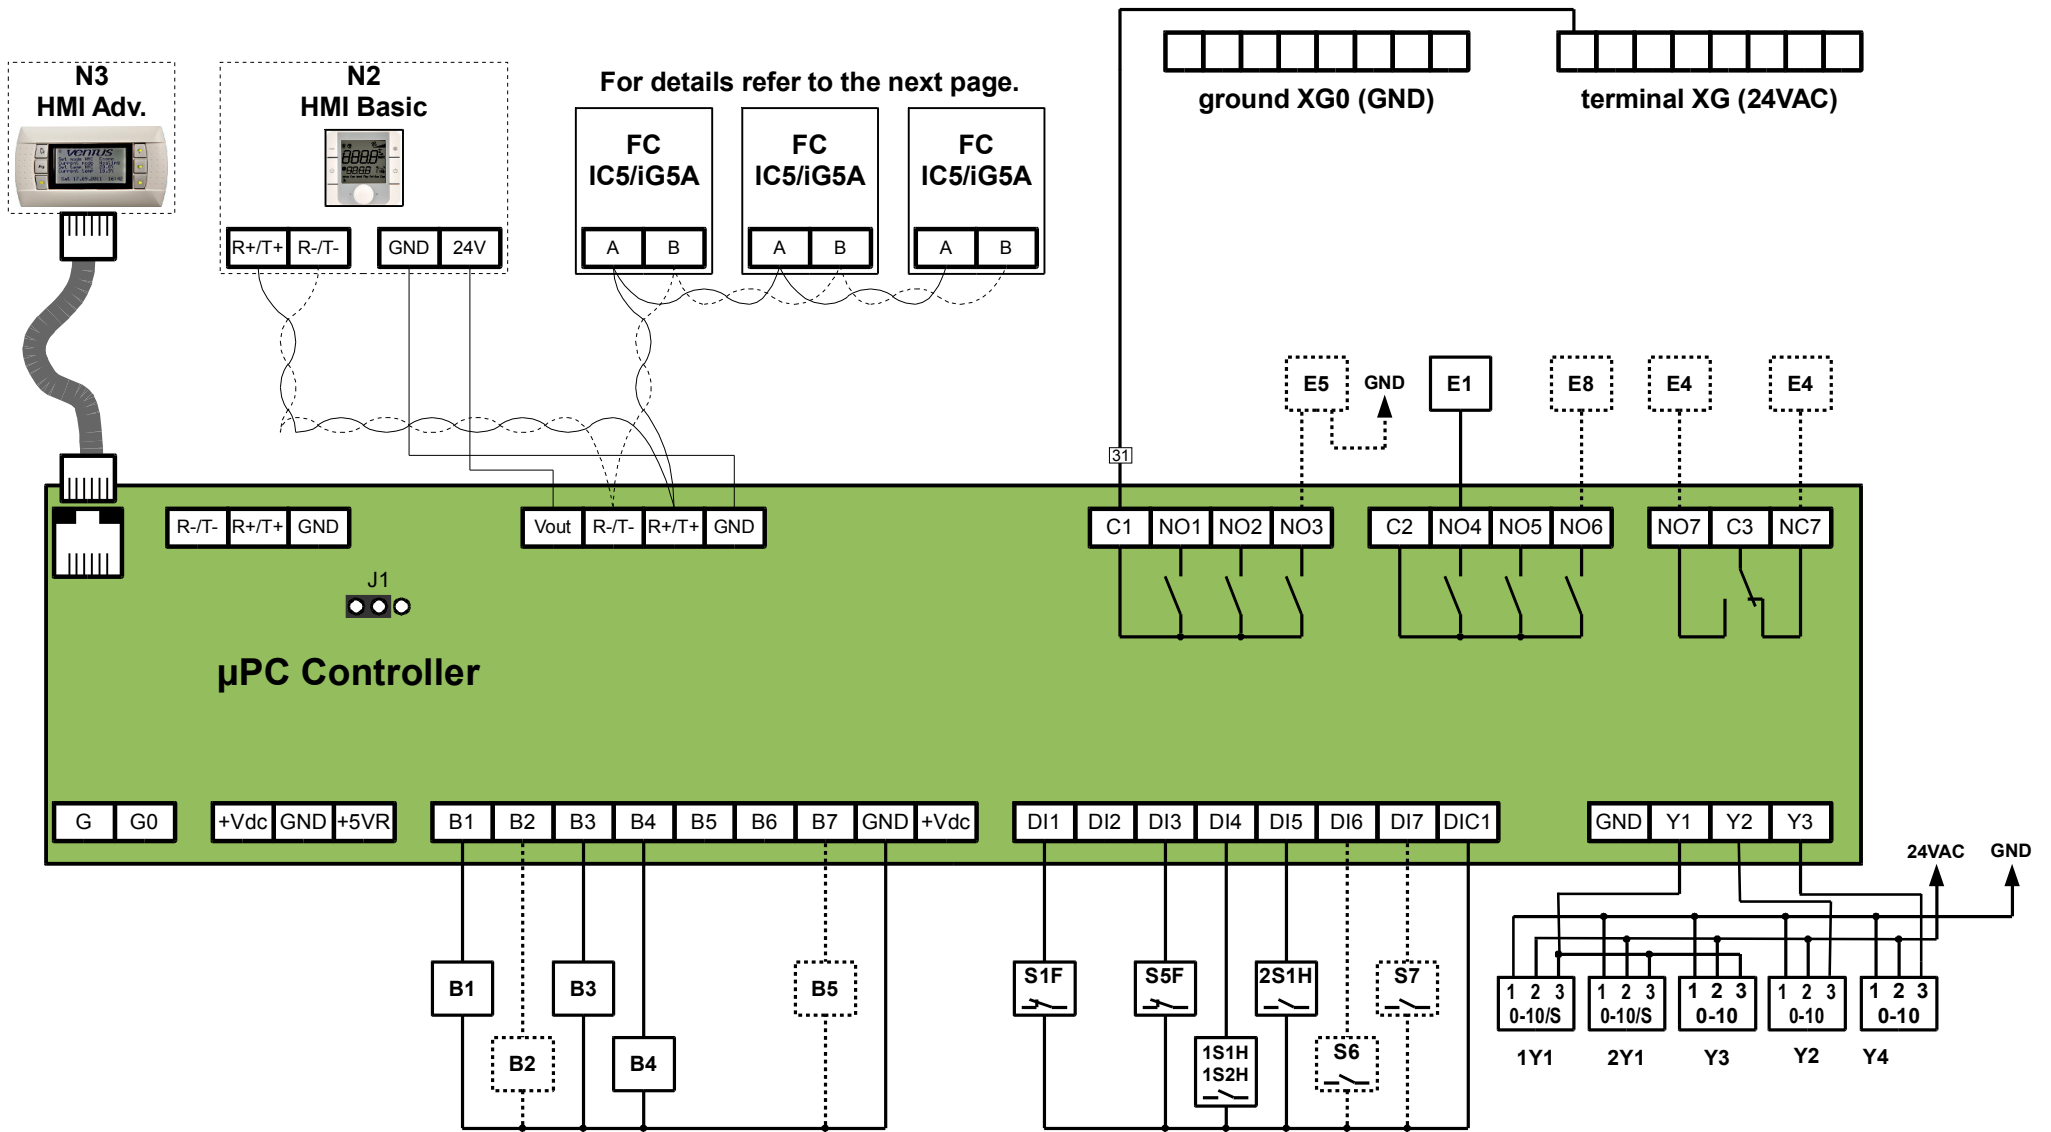 N3
HMI Adv.
VENTUS
N2
HMI Basic
For details refer to the next page.
ground XG0 (GND)
terminal XG (24VAC)
FC
IC5/iG5A
FC
IC5/iG5A
FC
IC5/iG5A
R+/T+ R-/T- GND 24V
A B A B A B
E5 GND E1 E8 E4 E4
31
R-/T- R+/T+ GND
Vout R-/T- R+/T+ GND
C1 NO1 NO2 NO3
C2 NO4 NO5 NO6
NO7 C3 NC7
J1
µPC Controller
G G0
+Vdc GND +5VR
B1 B2 B3 B4 B5 B6 B7 GND +Vdc
DI1 DI2 DI3 DI4 DI5 DI6 DI7 DIC1
GND Y1 Y2 Y3
24VAC GND
B1 B3 B5
B2 B4
S1F S5F 2S1H S7
1S1H
1S2H
S6
1 2 3 1 2 3 1 2 3 1 2 3 1 2 3
0-10/S 0-10/S 0-10 0-10 0-10
1Y1 2Y1 Y3 Y2 Y4